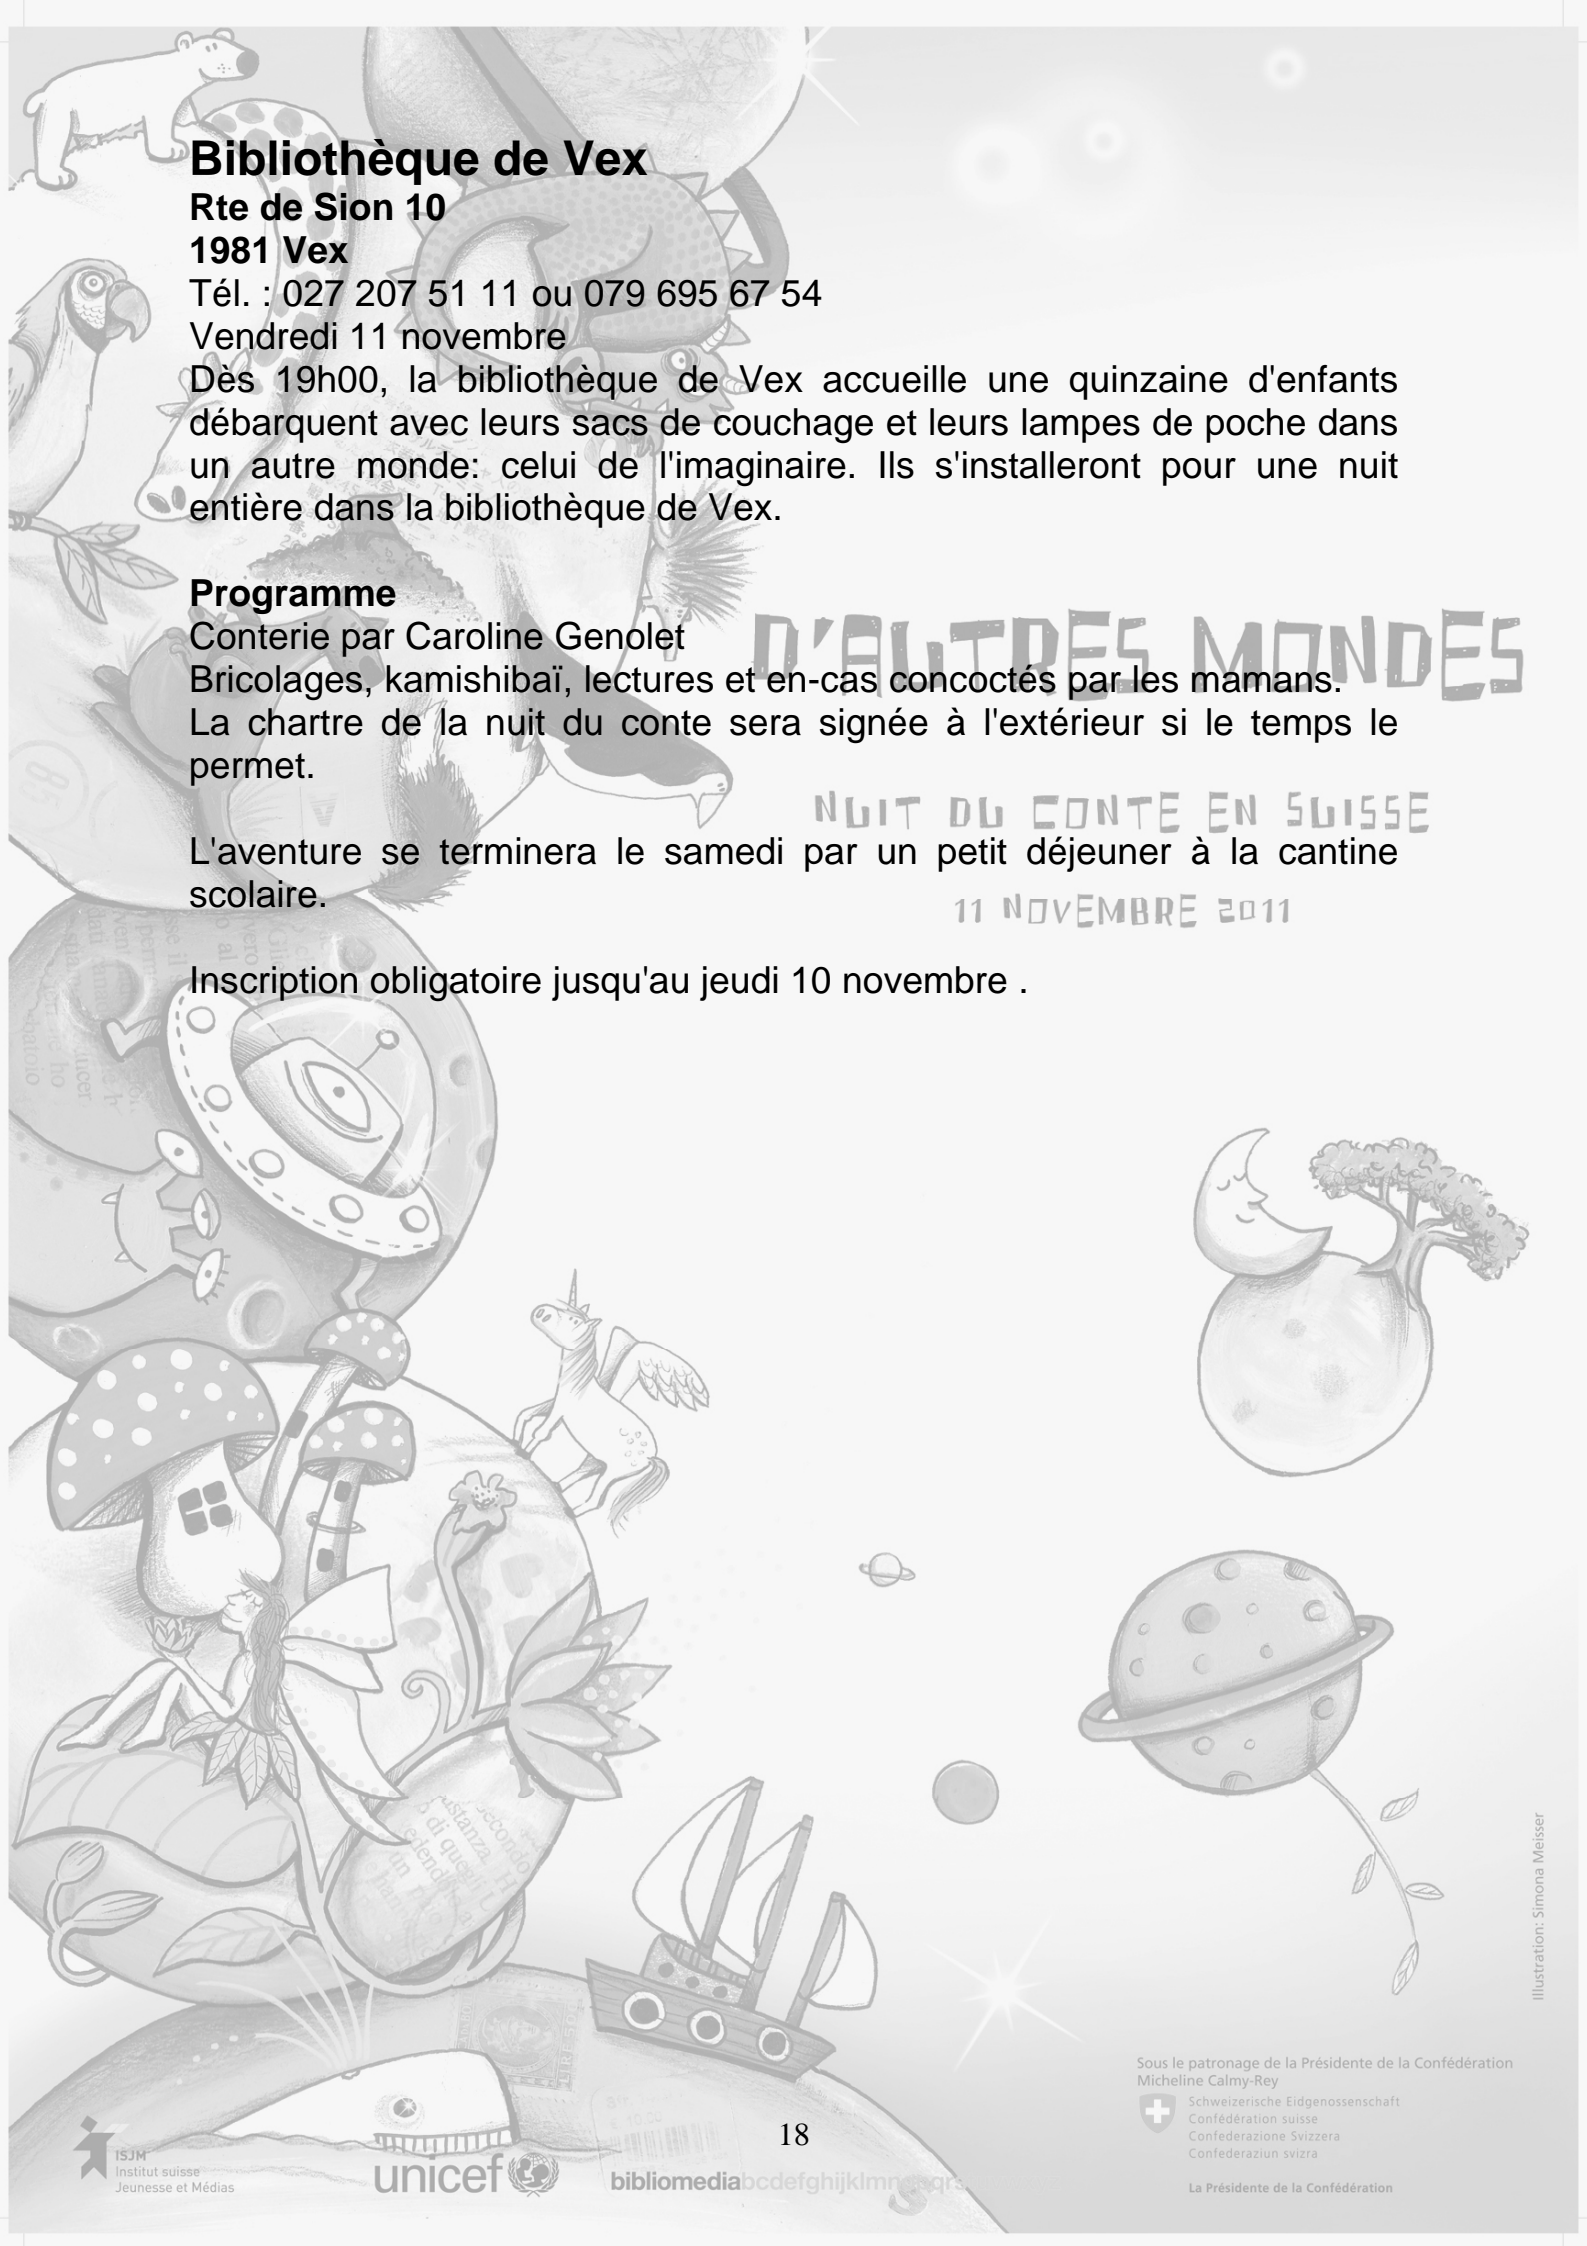 Bibliothèque de Vex
Rte de Sion 10
1981 Vex
Tél. : 027 207 51 11 ou 079 695 67 54
Vendredi 11 novembre
Dès 19h00, la bibliothèque de Vex accueille une quinzaine d'enfants
débarquent avec leurs sacs de couchage et leurs lampes de poche dans
un autre monde: celui de l'imaginaire. Ils s'installeront pour une nuit
entière dans la bibliothèque de Vex.
Programme
Conterie par Caroline Genolet
D'AUTRES MONDES
Bricolages, kamishibaï, lectures et en-cas concoctés par les mamans.
La chartre de la nuit du conte sera signée à l'extérieur si le temps le
permet.
NUIT DU CONTE EN SUISSE
L'aventure se terminera le samedi par un petit déjeuner à la cantine
scolaire.
11 NOVEMBRE 2011
Inscription obligatoire jusqu'au jeudi 10 novembre .
Illustration: Simona Meisser
Sous le patronage de la Présidente de la Confédération
Micheline Calmy-Rey
Schweizerische Eidgenossenschaft
Confédération suisse
Confederazione Svizzera
Confederaziun svizra
La Présidente de la Confédération
18
ISJM
Institut suisse
Jeunesse et Médias
unicef
bibliomediabcdefghijklmnopqrs